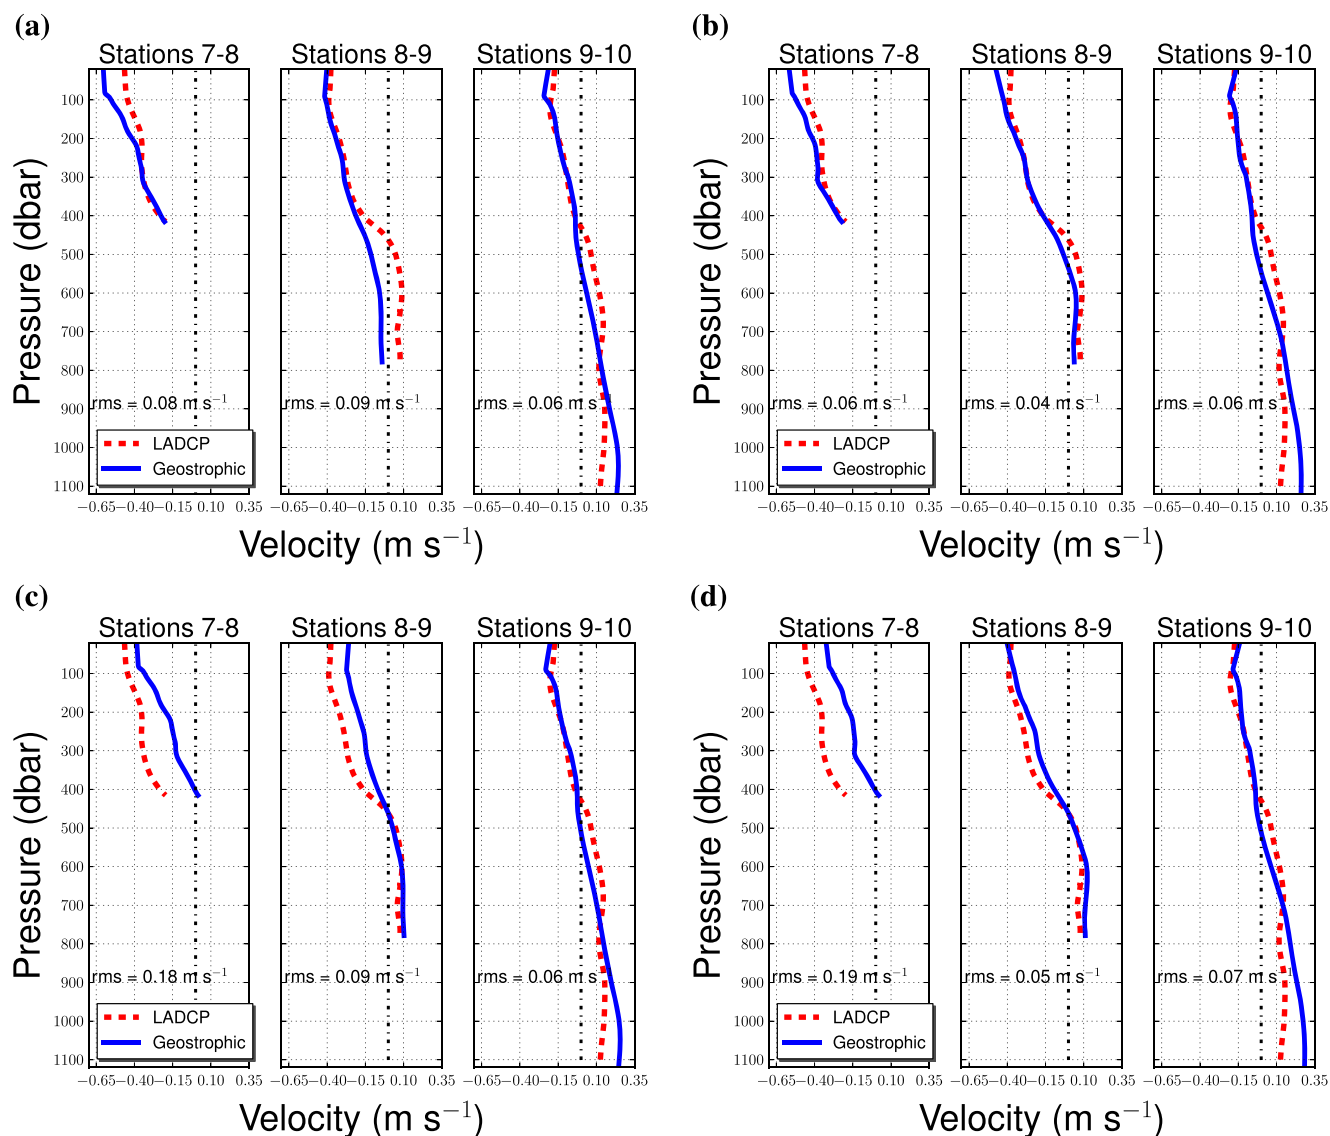 (a)
Stations 7-8 Stations 8-9 Stations 9-10
Pressure (dbar)
100
200
300
400
500
600
700
800
900
1000
1100
rms = 0.08 m s⁻¹ rms = 0.09 m s⁻¹ rms = 0.06 m s⁻¹
LADCP
Geostrophic
−0.65 −0.40 −0.15 0.10 0.35 −0.65 −0.40 −0.15 0.10 0.35 −0.65 −0.40 −0.15 0.10 0.35
Velocity (m s⁻¹)
(b)
Stations 7-8 Stations 8-9 Stations 9-10
Pressure (dbar)
100
200
300
400
500
600
700
800
900
1000
1100
rms = 0.06 m s⁻¹ rms = 0.04 m s⁻¹ rms = 0.06 m s⁻¹
LADCP
Geostrophic
−0.65 −0.40 −0.15 0.10 0.35 −0.65 −0.40 −0.15 0.10 0.35 −0.65 −0.40 −0.15 0.10 0.35
Velocity (m s⁻¹)
(c)
Stations 7-8 Stations 8-9 Stations 9-10
Pressure (dbar)
100
200
300
400
500
600
700
800
900
1000
1100
rms = 0.18 m s⁻¹ rms = 0.09 m s⁻¹ rms = 0.06 m s⁻¹
LADCP
Geostrophic
−0.65 −0.40 −0.15 0.10 0.35 −0.65 −0.40 −0.15 0.10 0.35 −0.65 −0.40 −0.15 0.10 0.35
Velocity (m s⁻¹)
(d)
Stations 7-8 Stations 8-9 Stations 9-10
Pressure (dbar)
100
200
300
400
500
600
700
800
900
1000
1100
rms = 0.19 m s⁻¹ rms = 0.05 m s⁻¹ rms = 0.07 m s⁻¹
LADCP
Geostrophic
−0.65 −0.40 −0.15 0.10 0.35 −0.65 −0.40 −0.15 0.10 0.35 −0.65 −0.40 −0.15 0.10 0.35
Velocity (m s⁻¹)